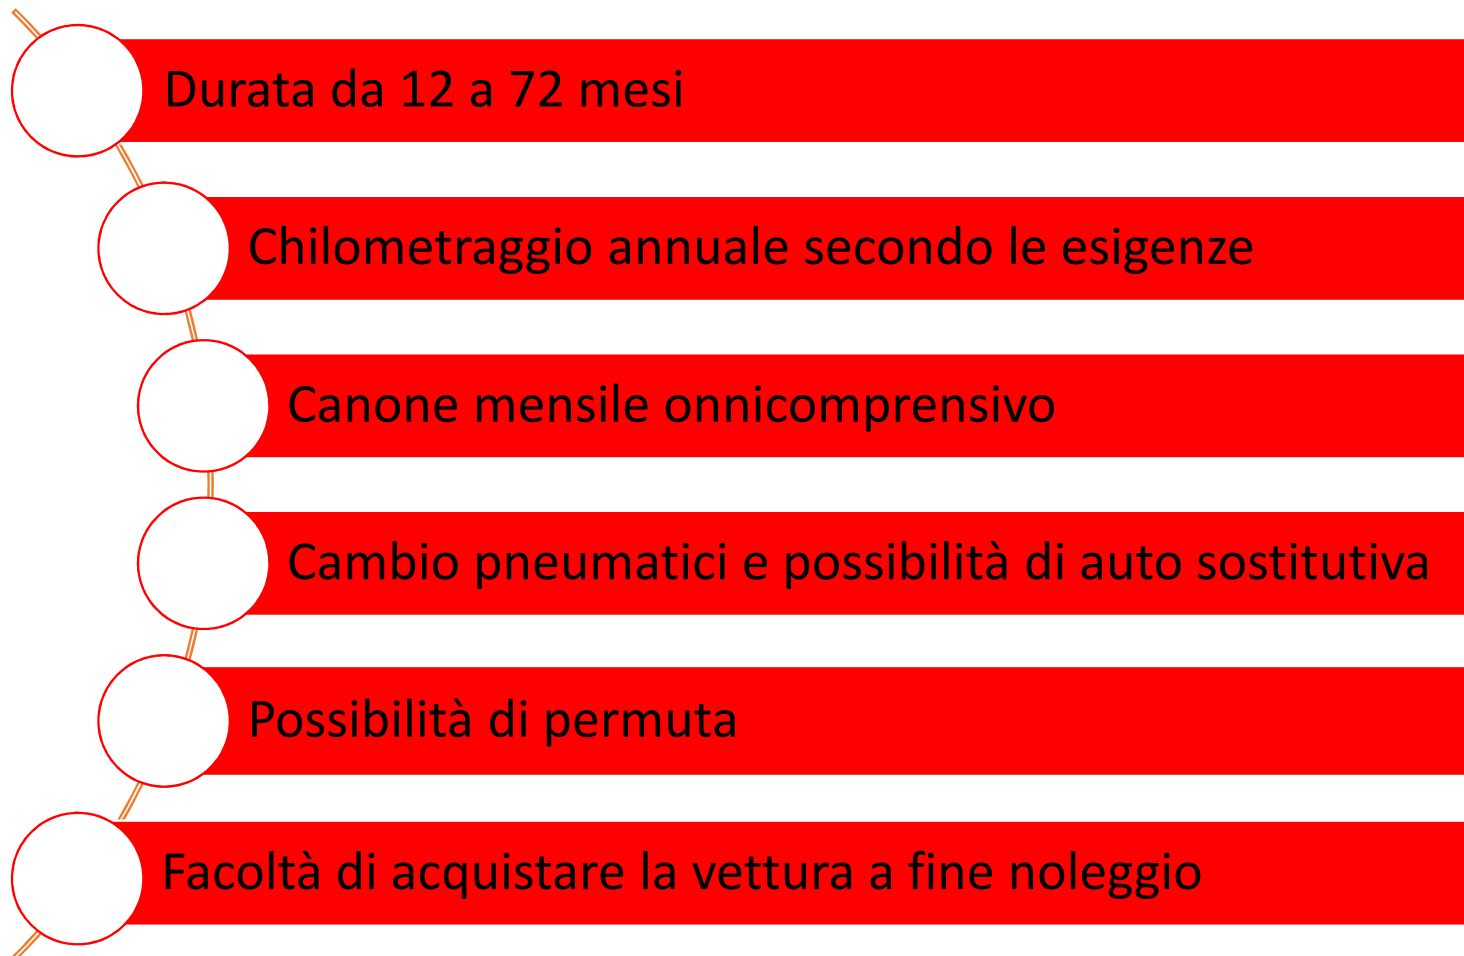 Durata da 12 a 72 mesi
Chilometraggio annuale secondo le esigenze
Canone mensile onnicomprensivo
Cambio pneumatici e possibilità di auto sostitutiva
Possibilità di permuta
Facoltà di acquistare la vettura a fine noleggio